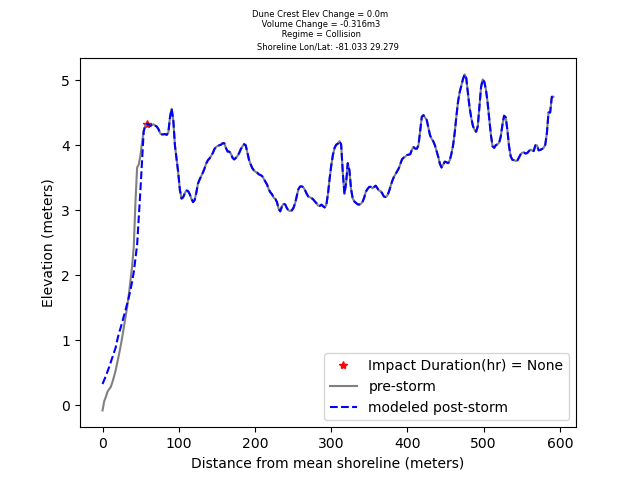 Dune Crest Elev Change = 0.0m
Volume Change = -0.316m3
Regime = Collision
Shoreline Lon/Lat: -81.033 29.279
5
4
3
2
1
0
Elevation (meters)
Impact Duration(hr) = None
pre-storm
modeled post-storm
0 100 200 300 400 500 600
Distance from mean shoreline (meters)